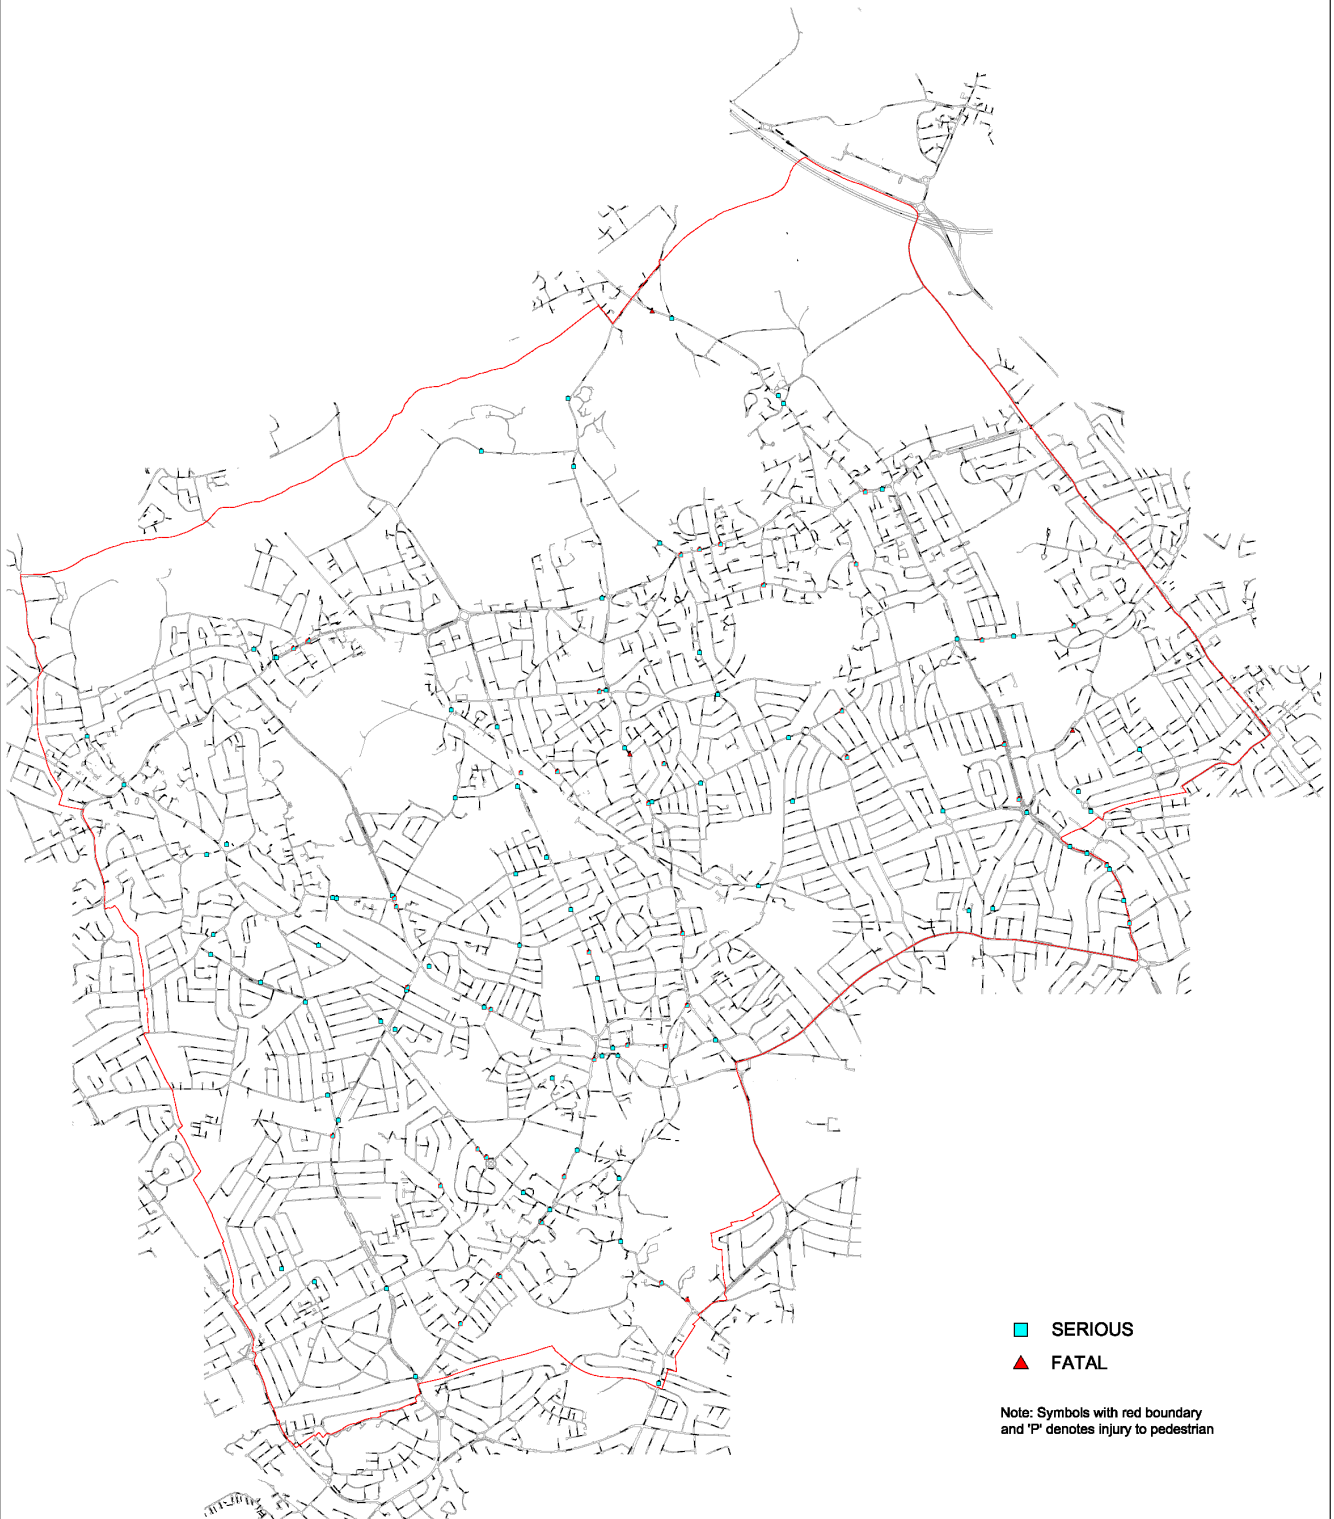 SERIOUS
FATAL
Note: Symbols with red boundary
and 'P' denotes injury to pedestrian